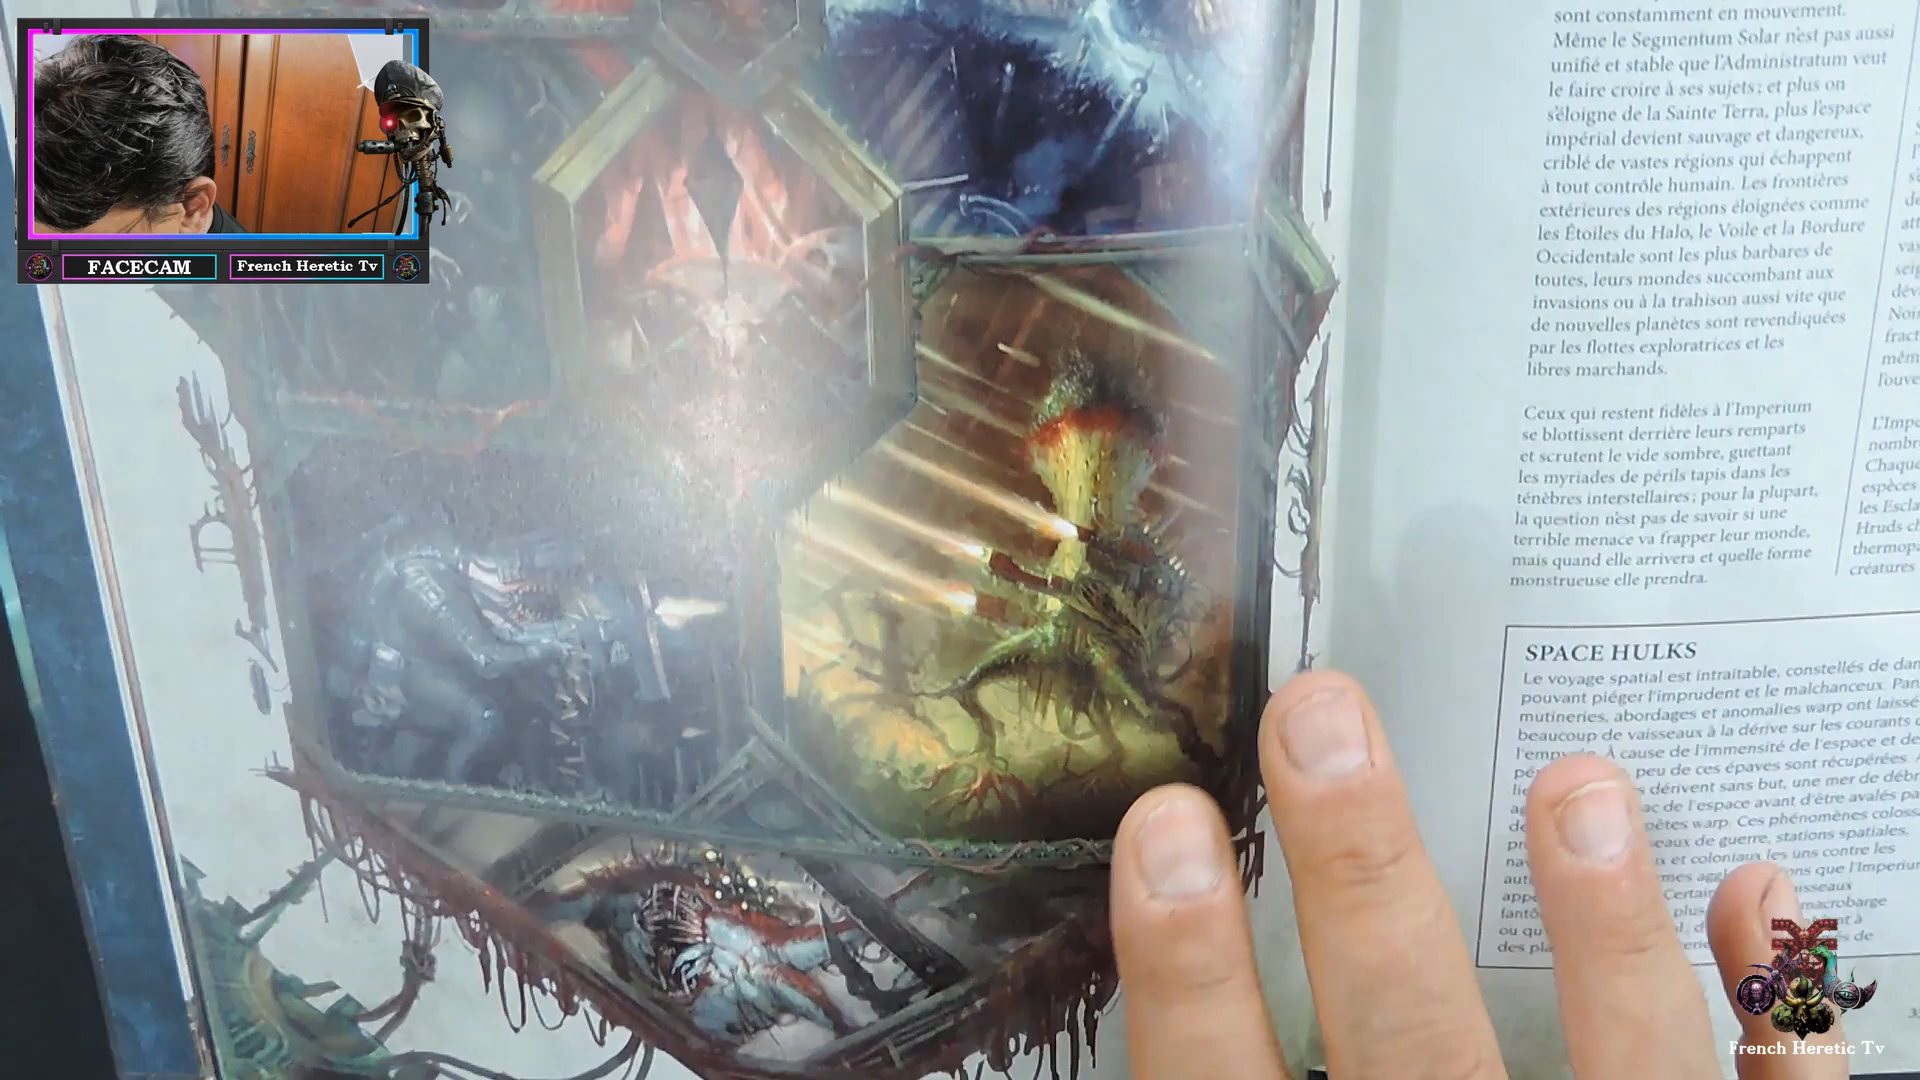 FACECAM
French Heretic Tv
sont constamment en mouvement.
Même le Segmentum Solar n'est pas aussi
unifié et stable que l'Administratum veut
le faire croire à ses sujets; et plus on
s'éloigne de la Sainte Terra, plus l'espace
impérial devient sauvage et dangereux,
criblé de vastes régions qui échappent
à tout contrôle humain. Les frontières
extérieures des régions éloignées comme
les Étoiles du Halo, le Voile et la Bordure
Occidentale sont les plus barbares de
toutes, leurs mondes succombant aux
invasions ou à la trahison aussi vite que
de nouvelles planètes sont revendiquées
par les flottes exploratrices et les
libres marchands.
Ceux qui restent fidèles à l'Imperium
se blottissent derrière leurs remparts
et scrutent le vide sombre, guettant
les myriades de périls tapis dans les
ténèbres interstellaires; pour la plupart,
la question n'est pas de savoir si une
terrible menace va frapper leur monde,
mais quand elle arrivera et quelle forme
monstrueuse elle prendra.
SPACE HULKS
Le voyage spatial est intraitable, constellés de
pouvant piéger l'imprudent et le malchanceux.
mutineries, abordages et anomalies warp ont laissé
beaucoup de vaisseaux à la dérive sur les courants
À cause de l'immensité de l'espace et de
peu de ces épaves sont récupérées.
dérivent sans but, une mer de
de l'espace avant d'être avalés
warp. Ces phénomènes
de guerre, stations spatiales,
et coloniaux les uns contre les
que l'Imperium
macrobarge
des
L'Imp
nombr
Chaque
espèces
les Escla
Hruds
thermop
créatures
French Heretic Tv